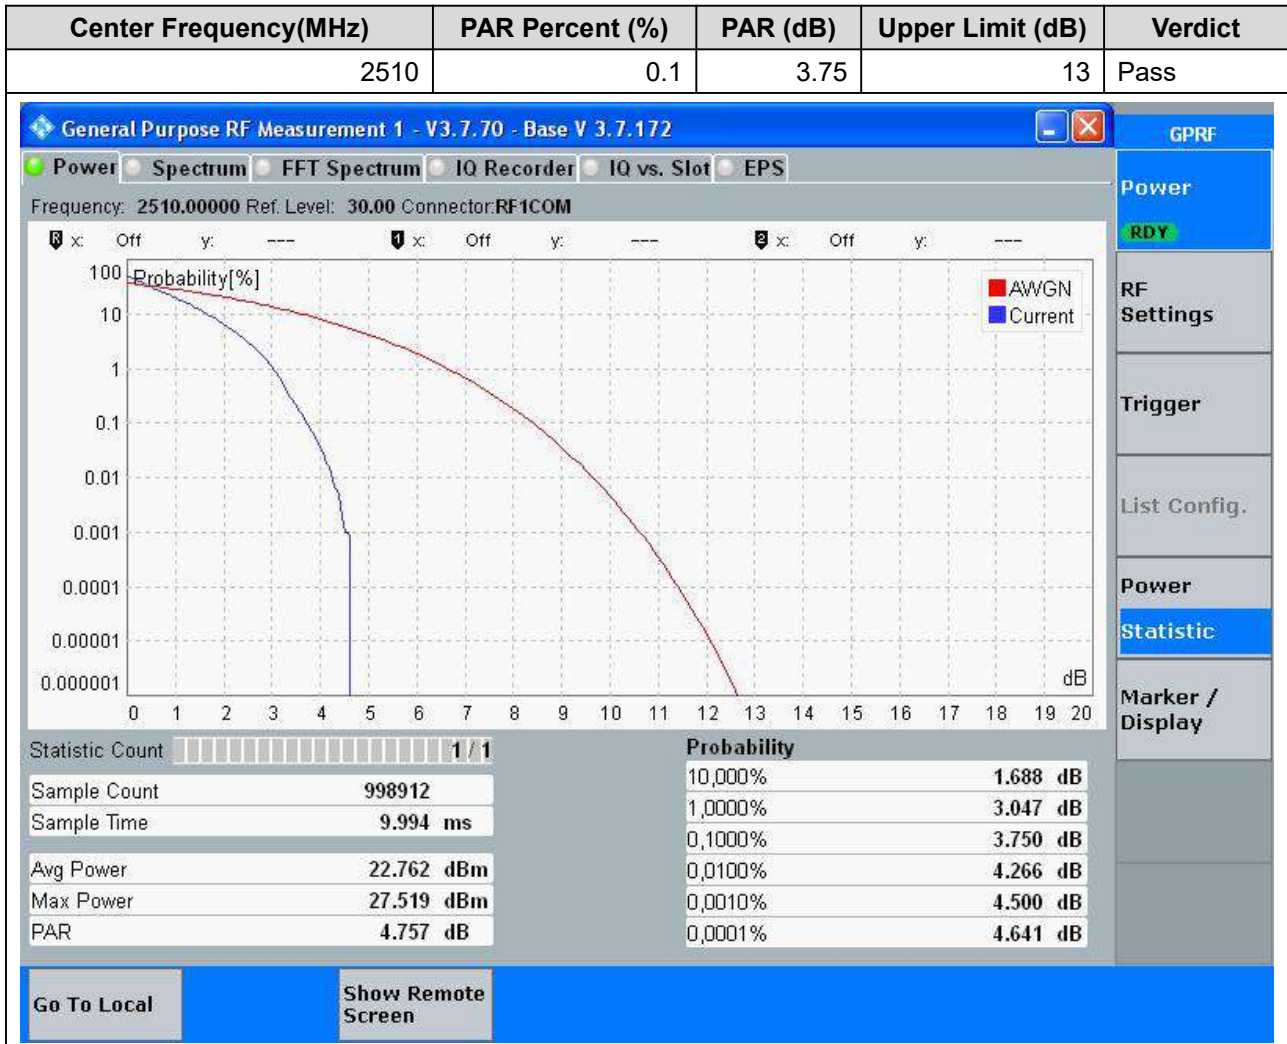 Center Frequency(MHz) PAR Percent (%) PAR (dB) Upper Limit (dB) Verdict
2510 0.1 3.75 13 Pass
General Purpose RF Measurement 1 - V3.7.70 - Base V 3.7.172
GPRF
Power Spectrum FFT Spectrum IQ Recorder IQ vs. Slot EPS
Power
RDY
Frequency: 2510.00000 Ref. Level: 30.00 Connector:RF1COM
R x: Off y: --- 1 x: Off y: --- 2 x: Off y: ---
100 Probability[%]
AWGN
Current
10
1
0.1
0.01
0.001
0.0001
0.00001
0.000001
dB
0 1 2 3 4 5 6 7 8 9 10 11 12 13 14 15 16 17 18 19 20
RF
Settings
Trigger
List Config.
Power
Statistic
Marker /
Display
Statistic Count 1 / 1
Sample Count 998912
Sample Time 9.994 ms
Avg Power 22.762 dBm
Max Power 27.519 dBm
PAR 4.757 dB
Probability
10,000% 1.688 dB
1,0000% 3.047 dB
0,1000% 3.750 dB
0,0100% 4.266 dB
0,0010% 4.500 dB
0,0001% 4.641 dB
Go To Local
Show Remote
Screen